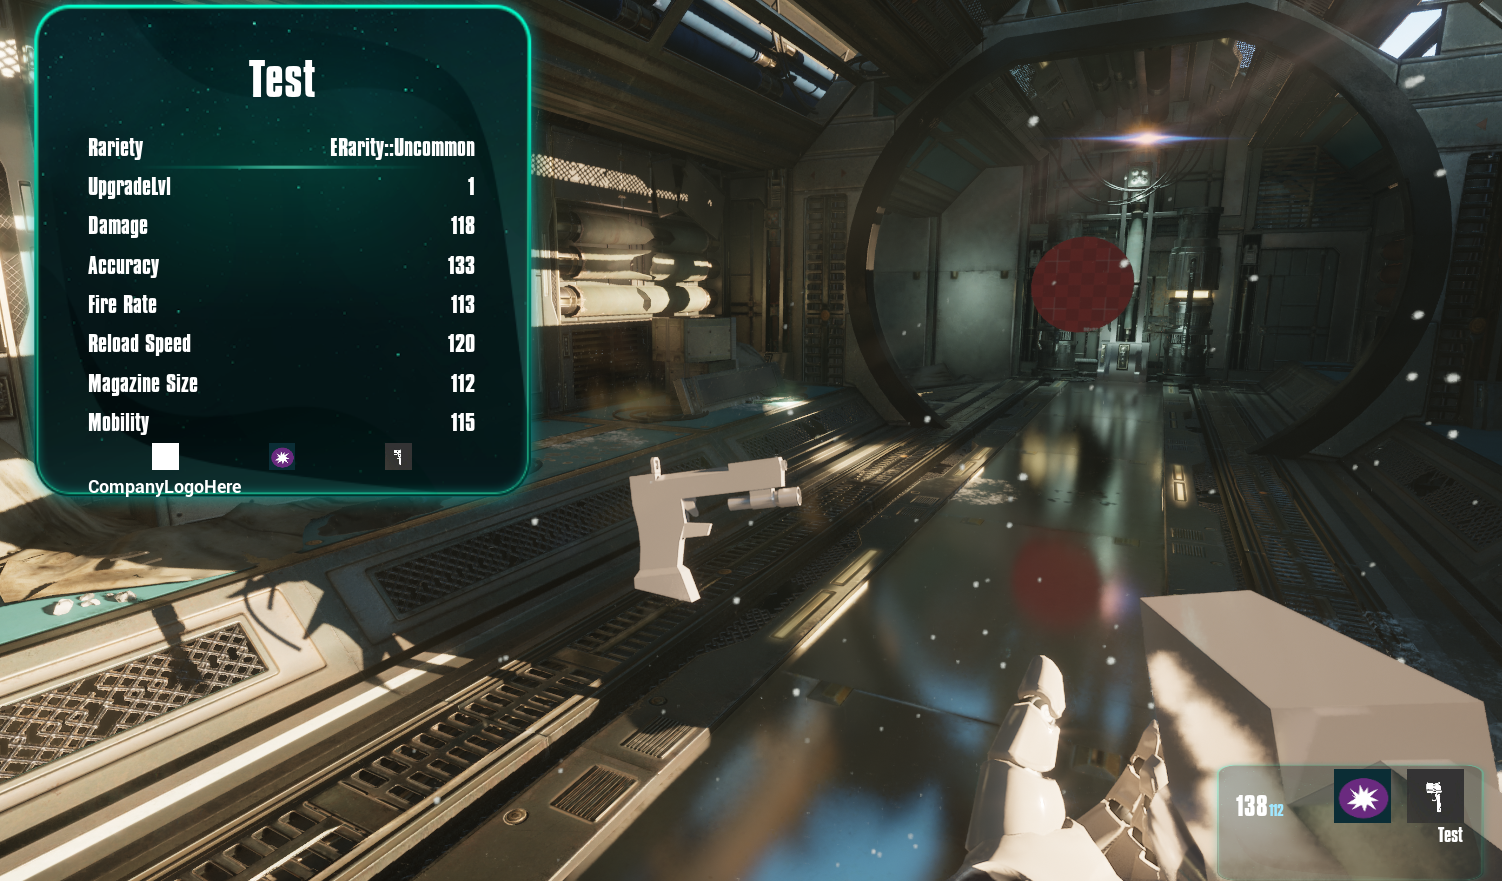 Test
Rariety ERarity::Uncommon
UpgradeLvl 1
Damage 118
Accuracy 133
Fire Rate 113
Reload Speed 120
Magazine Size 112
Mobility 115
CompanyLogoHere
138 112
Test